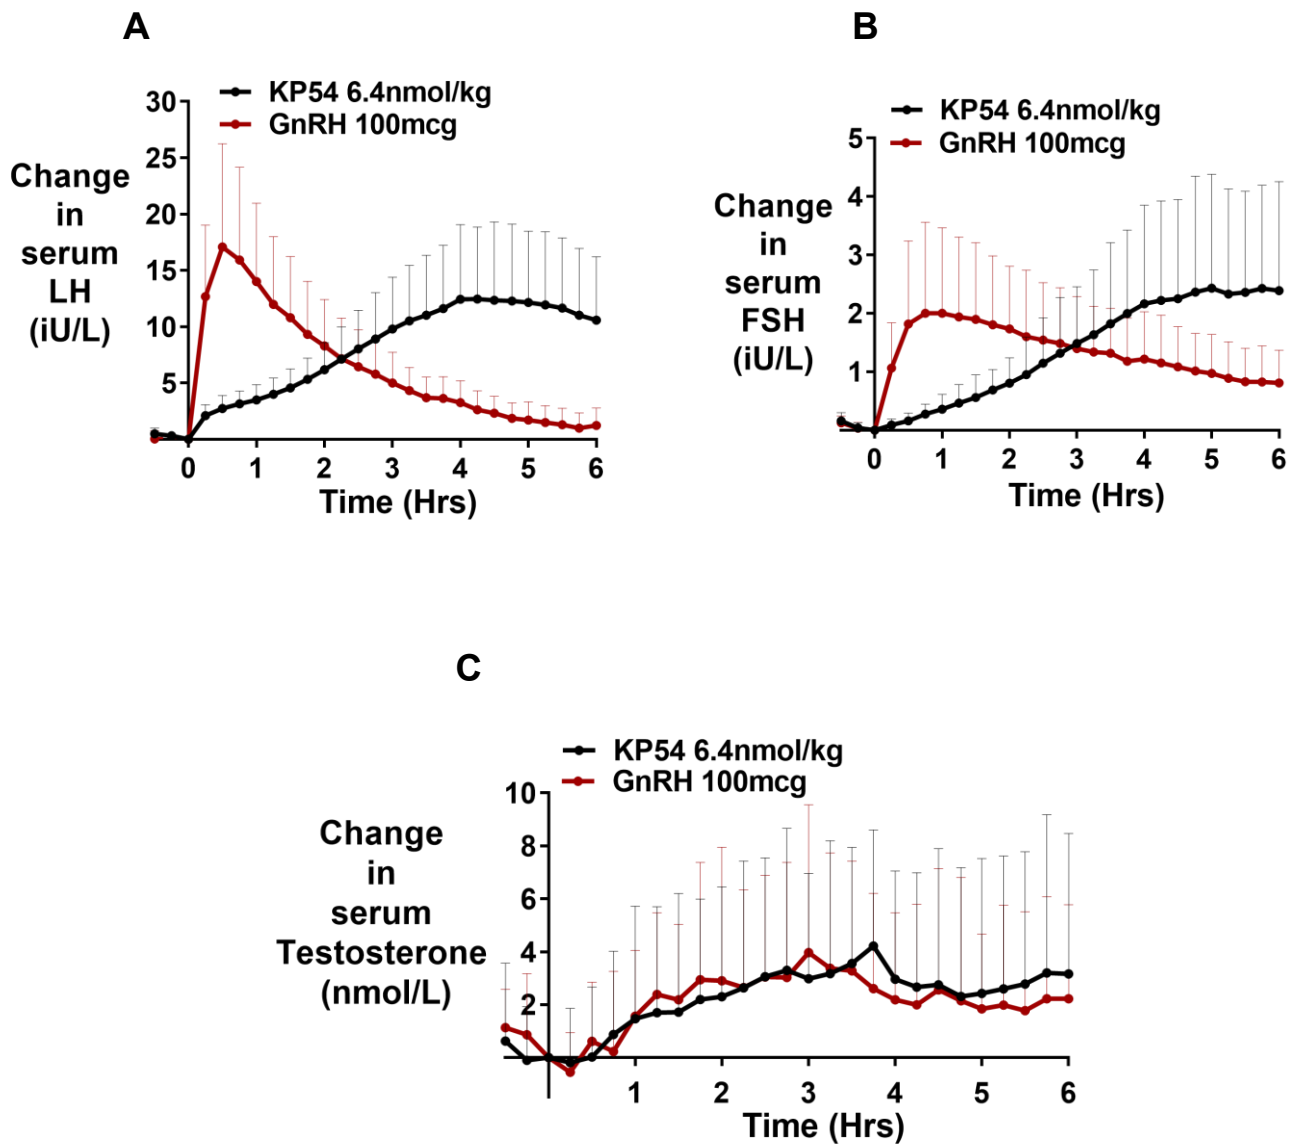 A
KP54 6.4nmol/kg
GnRH 100mcg
Change
in
serum
LH
(iU/L)
30
25
20
15
10
5
0 1 2 3 4 5 6
Time (Hrs)
B
KP54 6.4nmol/kg
GnRH 100mcg
Change
in
serum
FSH
(iU/L)
5
4
3
2
1
0 1 2 3 4 5 6
Time (Hrs)
C
KP54 6.4nmol/kg
GnRH 100mcg
Change
in
serum
Testosterone
(nmol/L)
10
8
6
4
2
1 2 3 4 5 6
Time (Hrs)